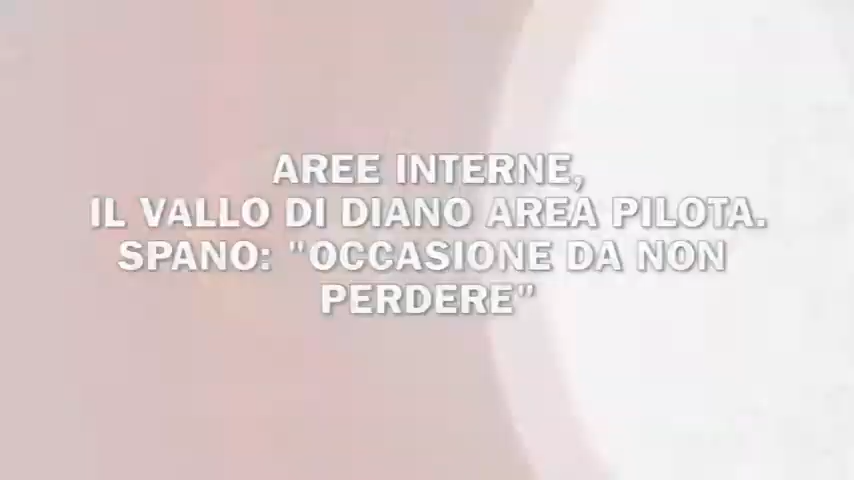 AREE INTERNE,
IL VALLO DI DIANO AREA PILOTA.
SPANO: "OCCASIONE DA NON
PERDERE"